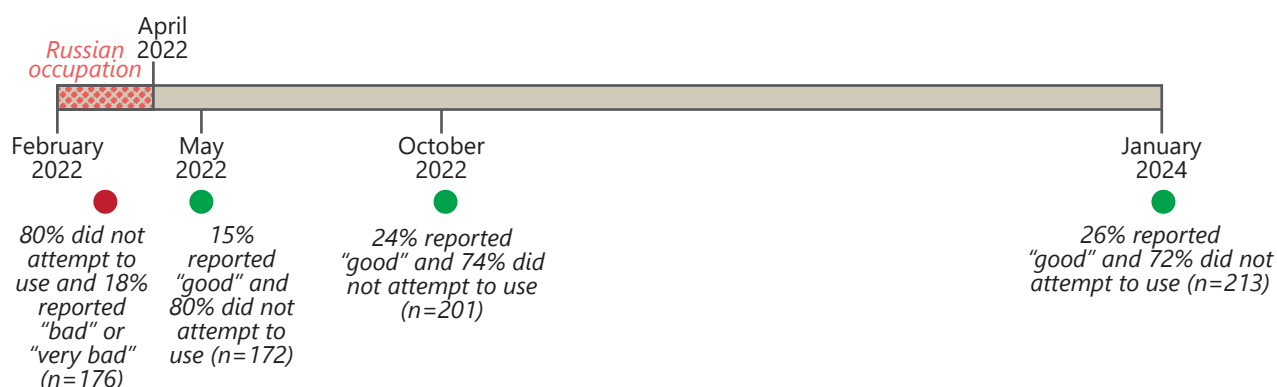 April
2022
Russian
occupation
February
2022
May
2022
October
2022
January
2024
80% did not
attempt to
use and 18%
reported
“bad” or
“very bad”
(n=176)
15%
reported
“good” and
80% did not
attempt to
use (n=172)
24% reported
“good” and 74% did
not attempt to use
(n=201)
26% reported
“good” and 72% did not
attempt to use (n=213)